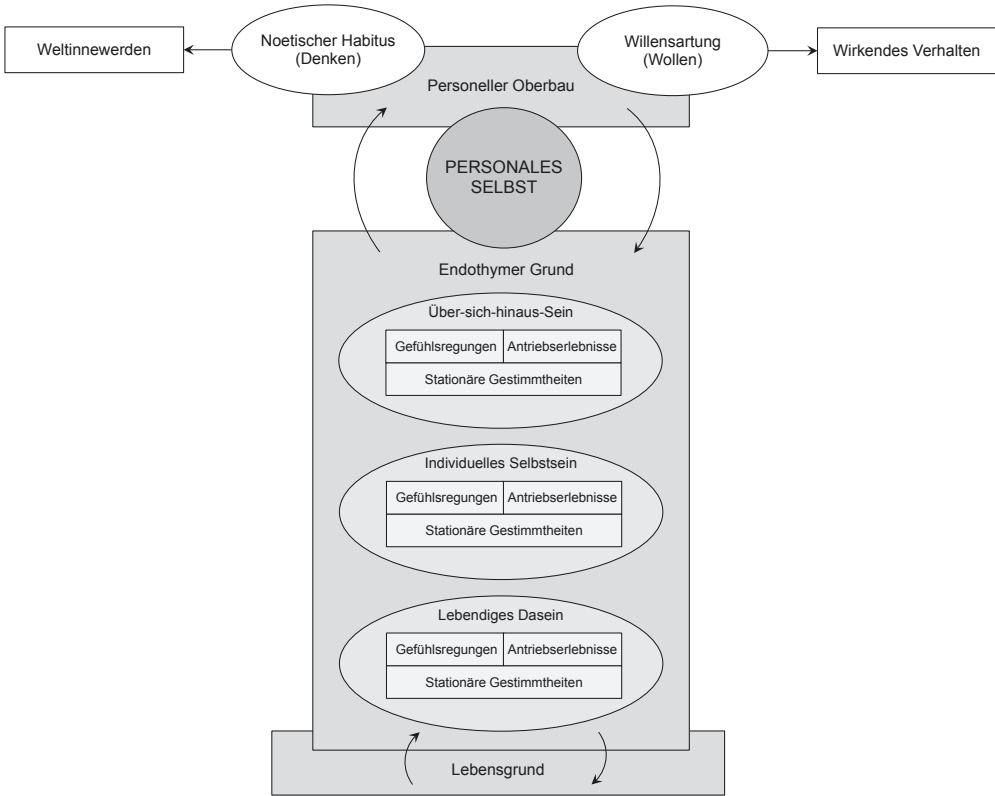 Weltinnewerden
Noetischer Habitus
(Denken)
Willensartung
(Wollen)
Wirkendes Verhalten
Personeller Oberbau
PERSONALES
SELBST
Endothymer Grund
Über-sich-hinaus-Sein
Gefühlsregungen
Antriebserlebnisse
Stationäre Gestimmtheiten
Individuelles Selbstsein
Gefühlsregungen
Antriebserlebnisse
Stationäre Gestimmtheiten
Lebendiges Dasein
Gefühlsregungen
Antriebserlebnisse
Stationäre Gestimmtheiten
Lebensgrund